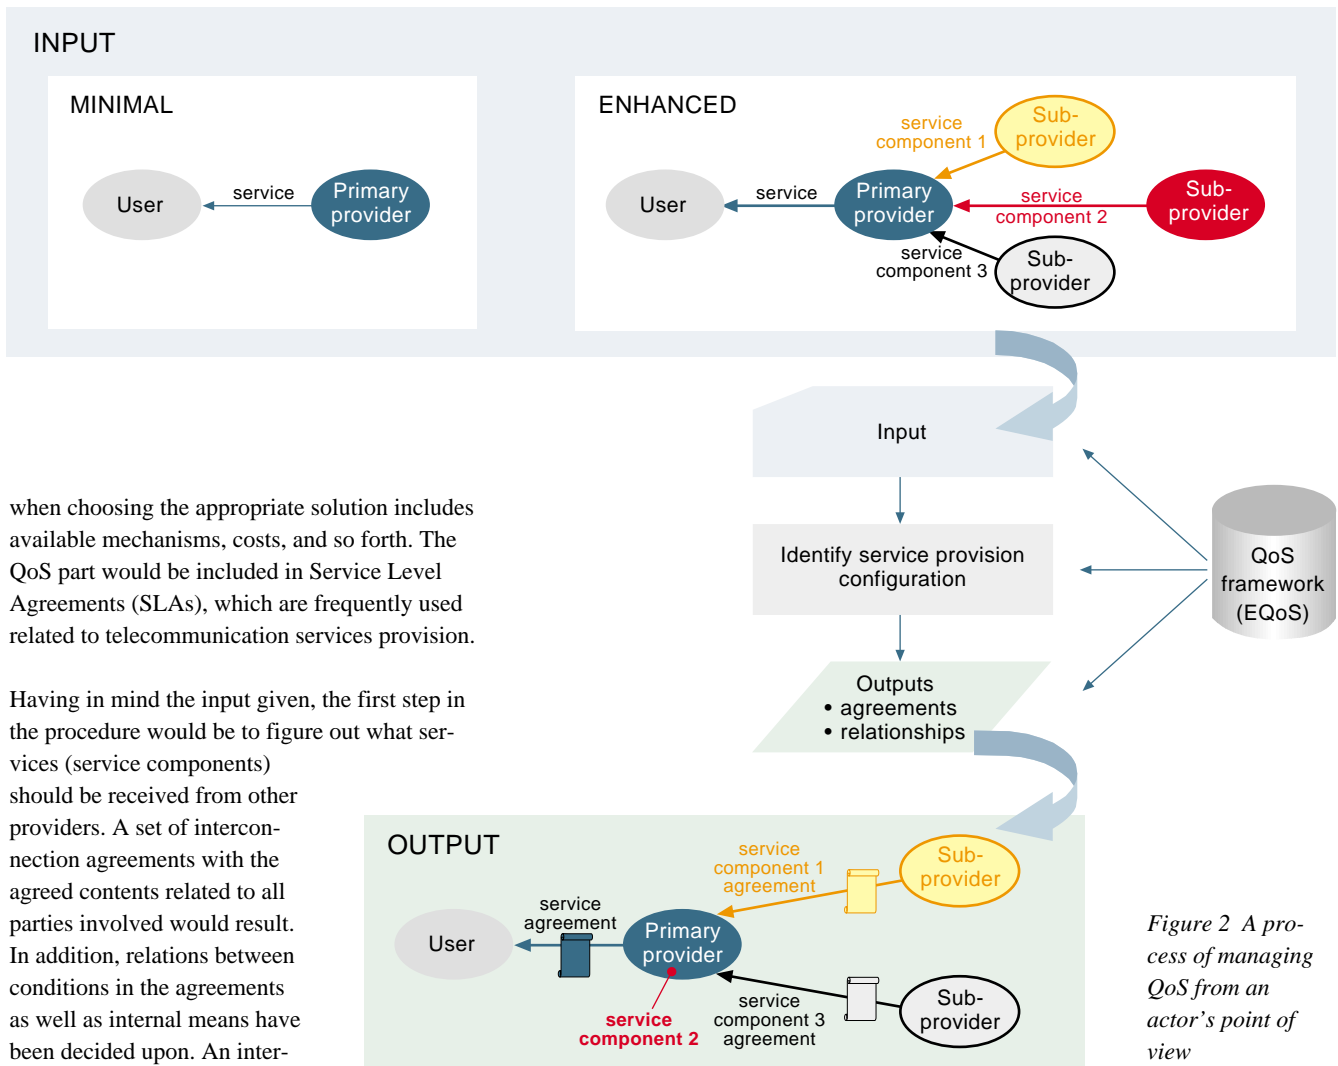 INPUT
MINIMAL
User
service
Primary
provider
ENHANCED
User
service
Primary
provider
service
component 1
Sub-
provider
service
component 2
Sub-
provider
service
component 3
Sub-
provider
Input
Identify service provision
configuration
Outputs
• agreements
• relationships
QoS
framework
(EQoS)
when choosing the appropriate solution includes
available mechanisms, costs, and so forth. The
QoS part would be included in Service Level
Agreements (SLAs), which are frequently used
related to telecommunication services provision.
Having in mind the input given, the first step in
the procedure would be to figure out what ser-
vices (service components)
should be received from other
providers. A set of intercon-
nection agreements with the
agreed contents related to all
parties involved would result.
In addition, relations between
conditions in the agreements
as well as internal means have
been decided upon. An inter-
OUTPUT
User
service
agreement
Primary
provider
service
component 2
service
component 1
agreement
Sub-
provider
service
component 3
agreement
Sub-
provider
Figure 2 A pro-
cess of managing
QoS from an
actor's point of
view